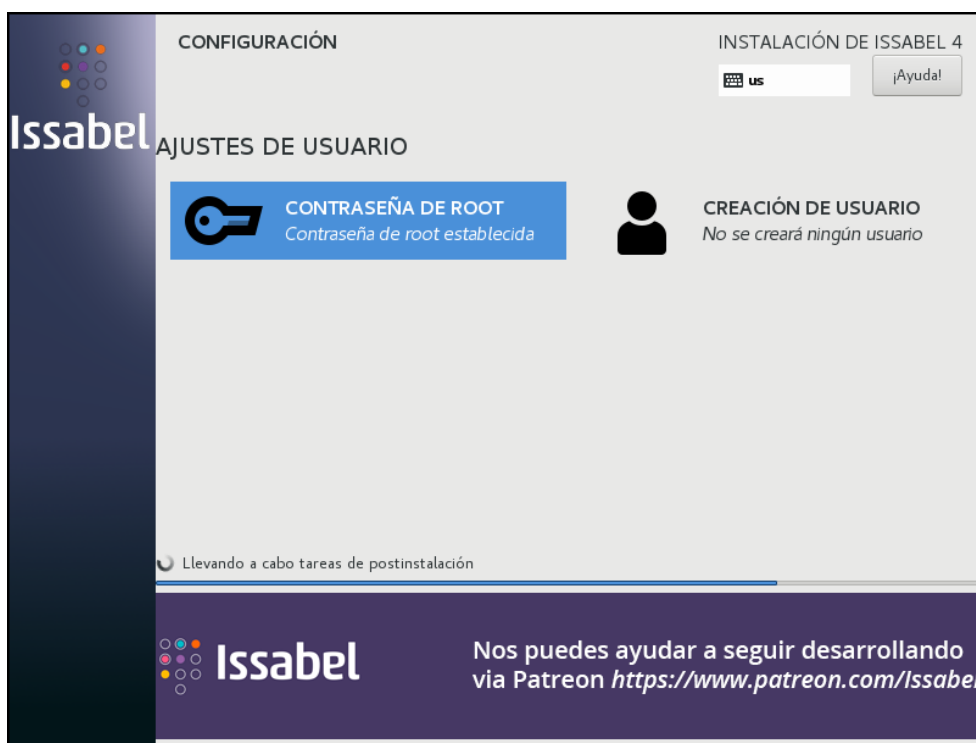 CONFIGURACIÓN
INSTALACIÓN DE ISSABEL 4
us
¡Ayuda!
Issabel
AJUSTES DE USUARIO
CONTRASEÑA DE ROOT
Contraseña de root establecida
CREACIÓN DE USUARIO
No se creará ningún usuario
Llevando a cabo tareas de postinstalación
Issabel
Nos puedes ayudar a seguir desarrollando
via Patreon https://www.patreon.com/Issabel